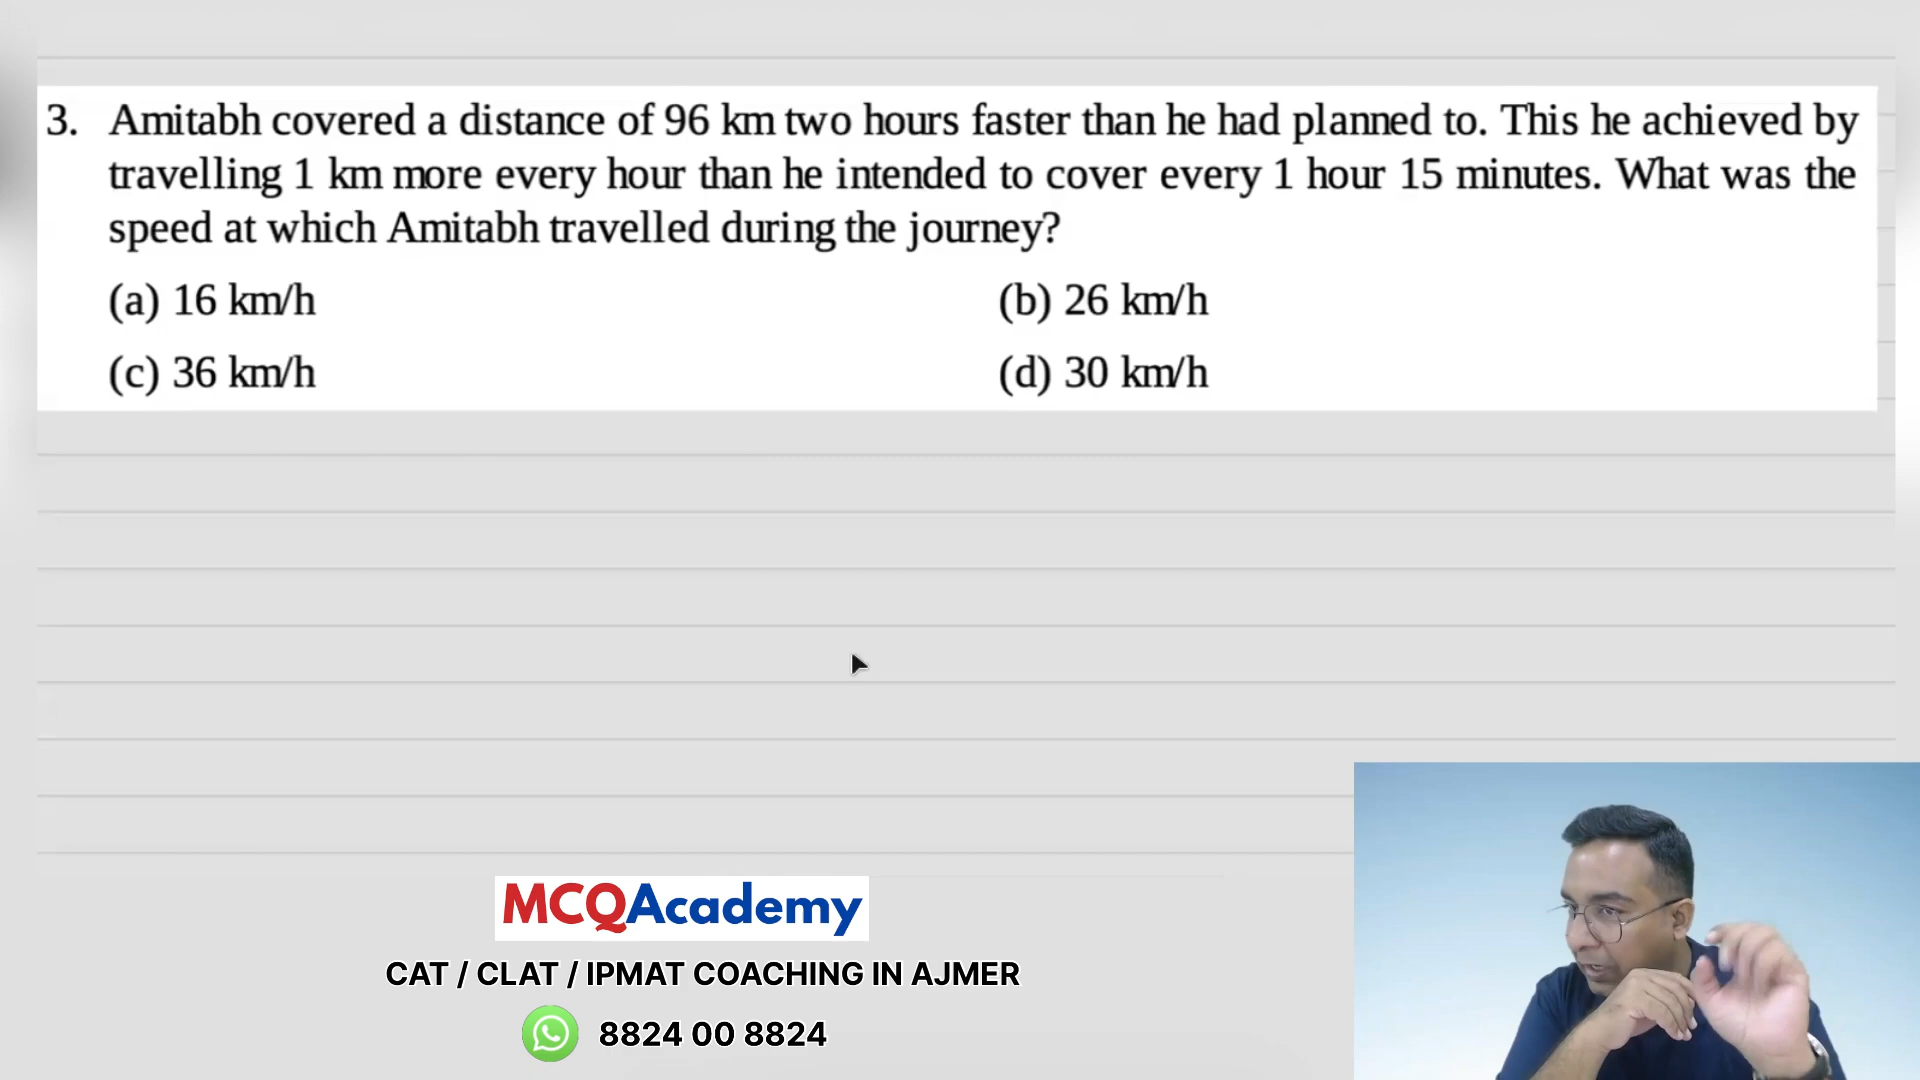 3. Amitabh covered a distance of 96 km two hours faster than he had planned to. This he achieved by
travelling 1 km more every hour than he intended to cover every 1 hour 15 minutes. What was the
speed at which Amitabh travelled during the journey?
(a) 16 km/h (b) 26 km/h
(c) 36 km/h (d) 30 km/h
MCQAcademy
CAT / CLAT / IPMAT COACHING IN AJMER
8824 00 8824